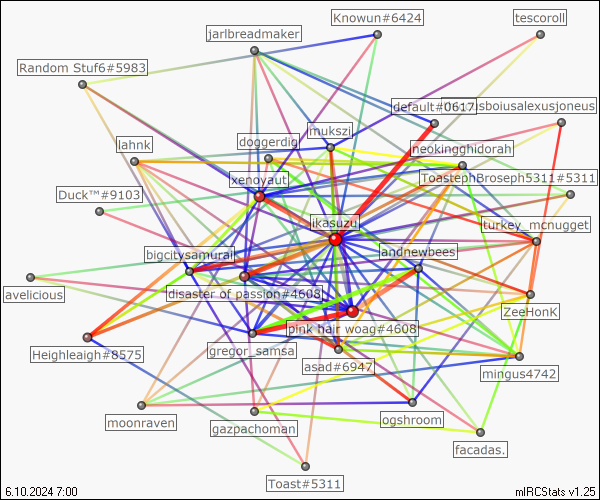 Knowun#6424
tescoroll
jarlbreadmaker
Random Stuf6#5983
default#0617
usboiusalexusjoneus
mukszi
doggerdig
lahnk
neokingghidorah
xenoyaut
ToastephBroseph5311#5311
Duck™#9103
likasuzu
turkey_mcnugget
bigcitysamurai
andnewbees
avelicious
disaster of passion#4608
ZeeHonK
pink hair woag#4608
gregor_samsa
Heighleaigh#8575
asad#6947
mingus4742
moonraven
gazpachoman
ogshroom
facadas.
Toast#5311
6.10.2024 7:00
mIRCStats v1.25